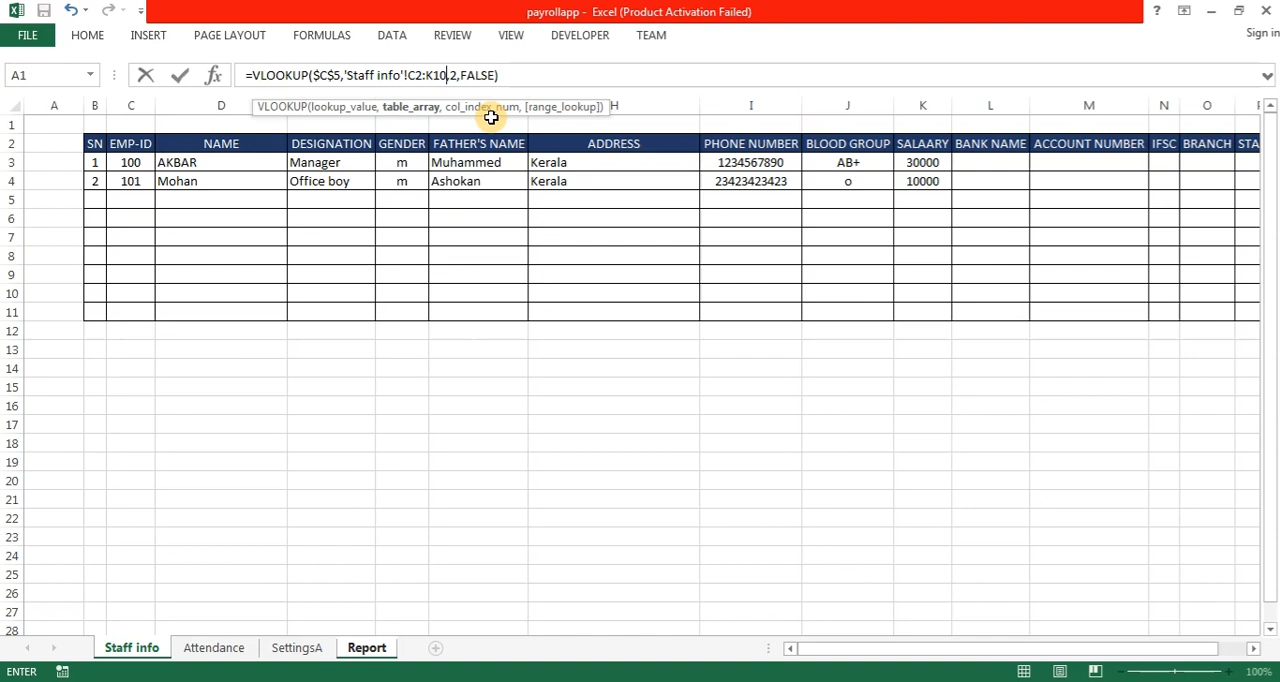 payrollapp - Excel (Product Activation Failed)
FILE HOME INSERT PAGE LAYOUT FORMULAS DATA REVIEW VIEW DEVELOPER TEAM Sign in
A1 fx =VLOOKUP($C$5,'Staff info'!C2:K10,2,FALSE)
VLOOKUP(lookup_value, table_array, col_index_num, [range_lookup])
A B C D H I J K L M N O
1
2 SN EMP-ID NAME DESIGNATION GENDER FATHER'S NAME ADDRESS PHONE NUMBER BLOOD GROUP SALAARY BANK NAME ACCOUNT NUMBER IFSC BRANCH STA
3 1 100 AKBAR Manager m Muhammed Kerala 1234567890 AB+ 30000
4 2 101 Mohan Office boy m Ashokan Kerala 23423423423 o 10000
5
6
7
8
9
10
11
12
13
14
15
16
17
18
19
20
21
22
23
24
25
26
27
28
Staff info Attendance SettingsA Report
ENTER 100%